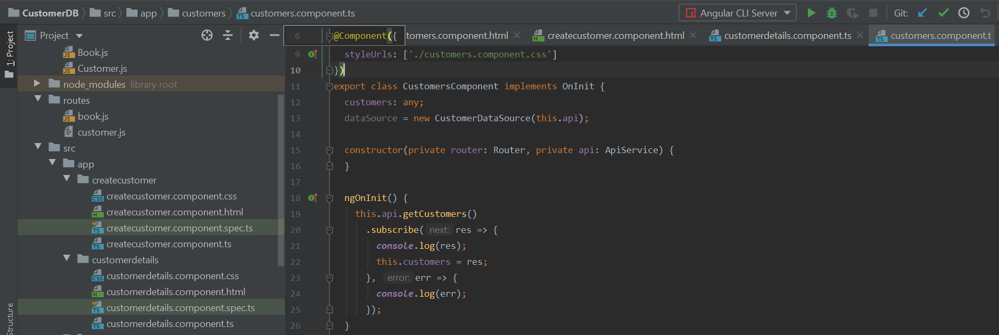 CustomerDB src app customers customers.component.ts Angular CLI Server Git:
1: Project
Structure
Project
Book.js
Customer.js
node_modules library root
routes
book.js
customer.js
src
app
createcustomer
createcustomer.component.css
createcustomer.component.html
createcustomer.component.spec.ts
createcustomer.component.ts
customerdetails
customerdetails.component.css
customerdetails.component.html
customerdetails.component.spec.ts
customerdetails.component.ts
tomers.component.html createcustomer.component.html customerdetails.component.ts customers.component.t
6 @Component({
9 styleUrls: ['./customers.component.css']
10 })
11 export class CustomersComponent implements OnInit {
12 customers: any;
13 dataSource = new CustomerDataSource(this.api);
14
15 constructor(private router: Router, private api: ApiService) {
16 }
17
18 ngOnInit() {
19 this.api.getCustomers()
20 .subscribe( next: res => {
21 console.log(res);
22 this.customers = res;
23 }, error: err => {
24 console.log(err);
25 });
26 }